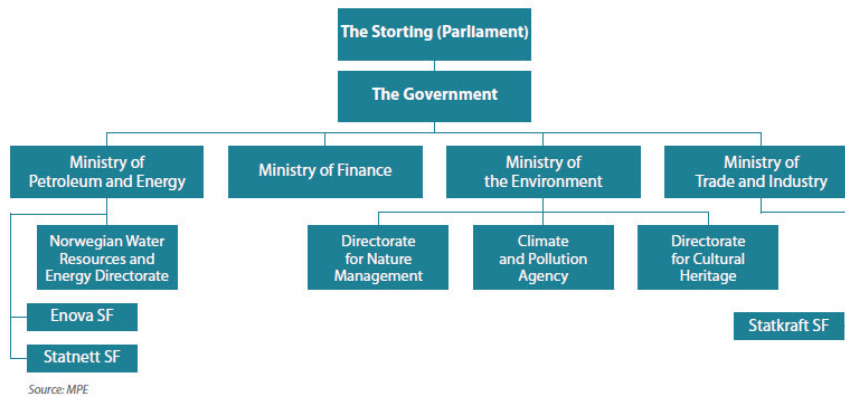 The Storting (Parliament)
The Government
Ministry of
Petroleum and Energy
Ministry of Finance
Ministry of
the Environment
Ministry of
Trade and Industry
Norwegian Water
Resources and
Energy Directorate
Directorate
for Nature
Management
Climate
and Pollution
Agency
Directorate
for Cultural
Heritage
Enova SF
Statkraft SF
Statnett SF
Source: MPE